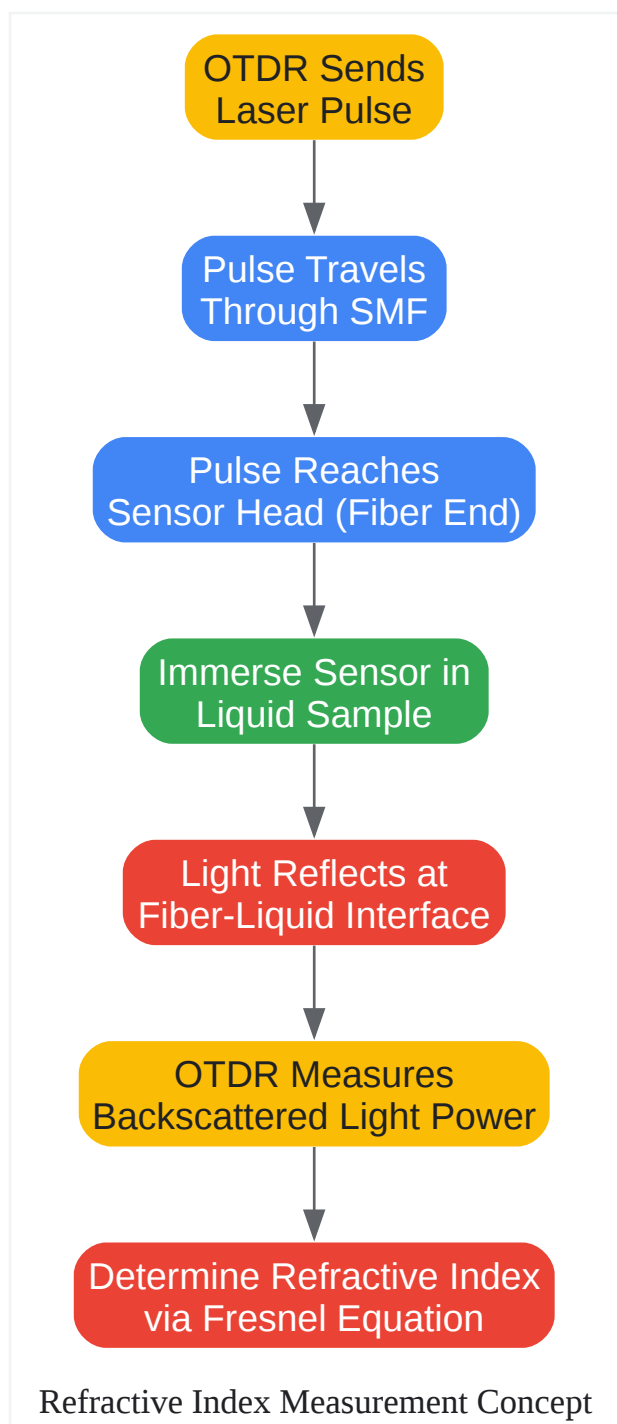 OTDR Sends
Laser Pulse
Pulse Travels
Through SMF
Pulse Reaches
Sensor Head (Fiber End)
Immerse Sensor in
Liquid Sample
Light Reflects at
Fiber-Liquid Interface
OTDR Measures
Backscattered Light Power
Determine Refractive Index
via Fresnel Equation
Refractive Index Measurement Concept